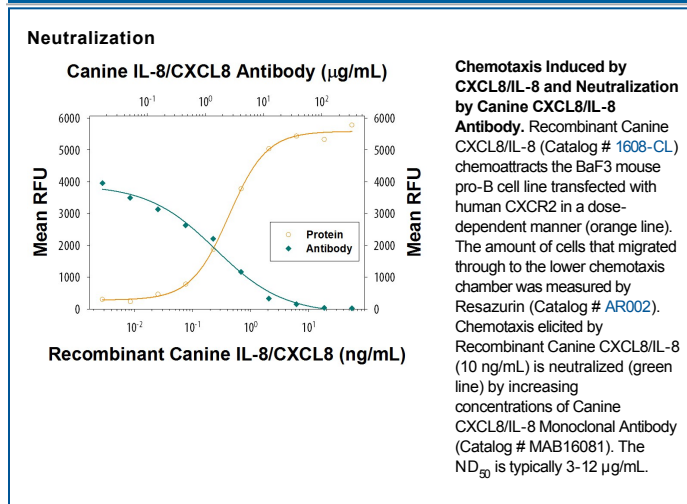 Neutralization
Canine IL-8/CXCL8 Antibody (μg/mL)
10-1 100 101 102
6000 6000
5000 5000
4000 4000
3000 3000
2000 2000
1000 1000
0 0
Mean RFU
Mean RFU
Protein
Antibody
10-2 10-1 100 101
Recombinant Canine IL-8/CXCL8 (ng/mL)
Chemotaxis Induced by
CXCL8/IL-8 and Neutralization
by Canine CXCL8/IL-8
Antibody. Recombinant Canine
CXCL8/IL-8 (Catalog # 1608-CL)
chemoattracts the BaF3 mouse
pro-B cell line transfected with
human CXCR2 in a dose-
dependent manner (orange line).
The amount of cells that migrated
through to the lower chemotaxis
chamber was measured by
Resazurin (Catalog # AR002).
Chemotaxis elicited by
Recombinant Canine CXCL8/IL-8
(10 ng/mL) is neutralized (green
line) by increasing
concentrations of Canine
CXCL8/IL-8 Monoclonal Antibody
(Catalog # MAB16081). The
ND50 is typically 3-12 μg/mL.